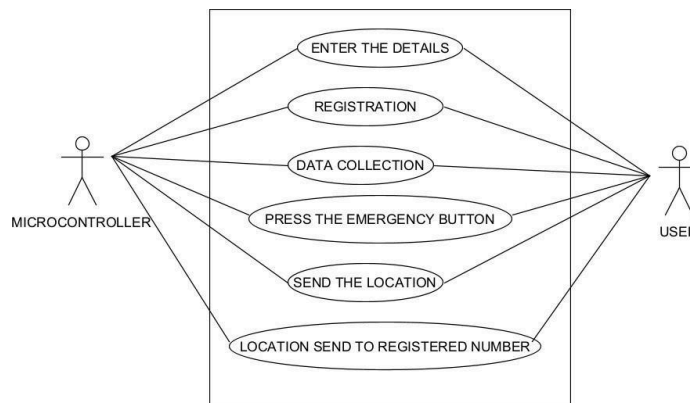 ENTER THE DETAILS
REGISTRATION
DATA COLLECTION
MICROCONTROLLER
PRESS THE EMERGENCY BUTTON
USER
SEND THE LOCATION
LOCATION SEND TO REGISTERED NUMBER